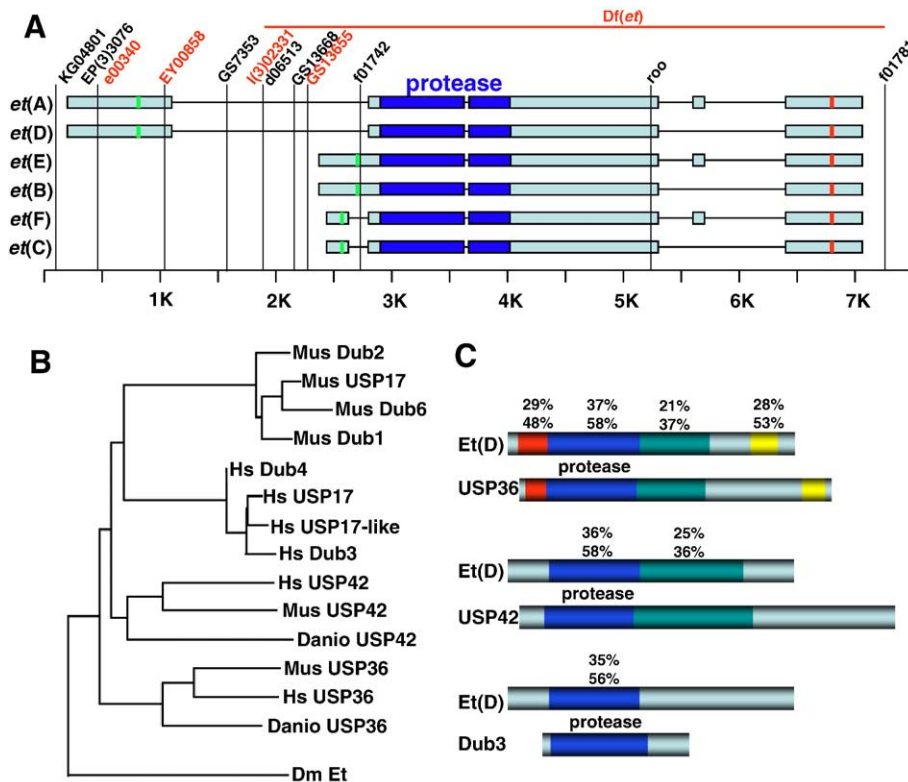 A
Df(et)
KG04801
EP(3)3076
e00340
EY00858
GS7353
l(3)02331
d06513
GS13668
GS13655
f01742
roo
f01781
protease
et(A)
et(D)
et(E)
et(B)
et(F)
et(C)
1K 2K 3K 4K 5K 6K 7K
B
Mus Dub2
Mus USP17
Mus Dub6
Mus Dub1
Hs Dub4
Hs USP17
Hs USP17-like
Hs Dub3
Hs USP42
Mus USP42
Danio USP42
Mus USP36
Hs USP36
Danio USP36
Dm Et
C
29% 37% 21% 28%
48% 58% 37% 53%
Et(D)
protease
USP36
36% 25%
58% 36%
Et(D)
protease
USP42
35%
56%
Et(D)
protease
Dub3